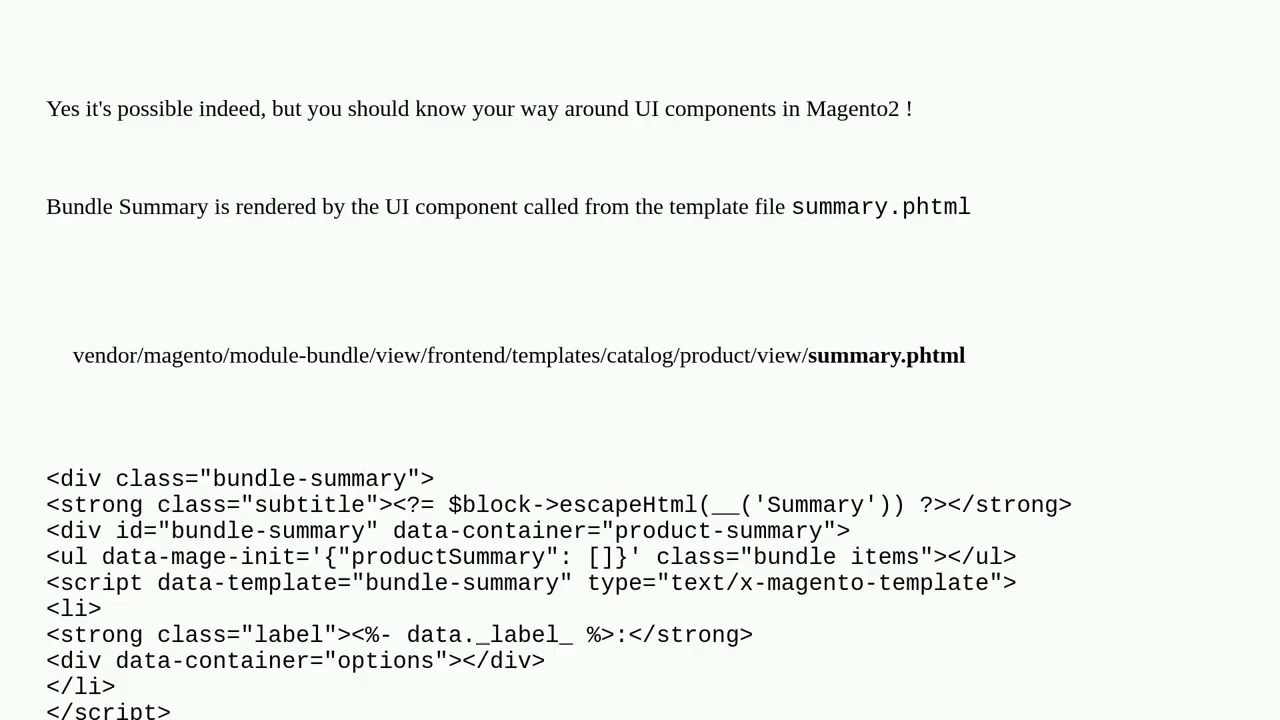 Yes it's possible indeed, but you should know your way around UI components in Magento2 !
Bundle Summary is rendered by the UI component called from the template file summary.phtml
vendor/magento/module-bundle/view/frontend/templates/catalog/product/view/summary.phtml
<div class="bundle-summary">
<strong class="subtitle"><?= $block->escapeHtml(__('Summary')) ?></strong>
<div id="bundle-summary" data-container="product-summary">
<ul data-mage-init='{"productSummary": []}' class="bundle items"></ul>
<script data-template="bundle-summary" type="text/x-magento-template">
<li>
<strong class="label"><%- data._label_ %>:</strong>
<div data-container="options"></div>
</li>
</script>